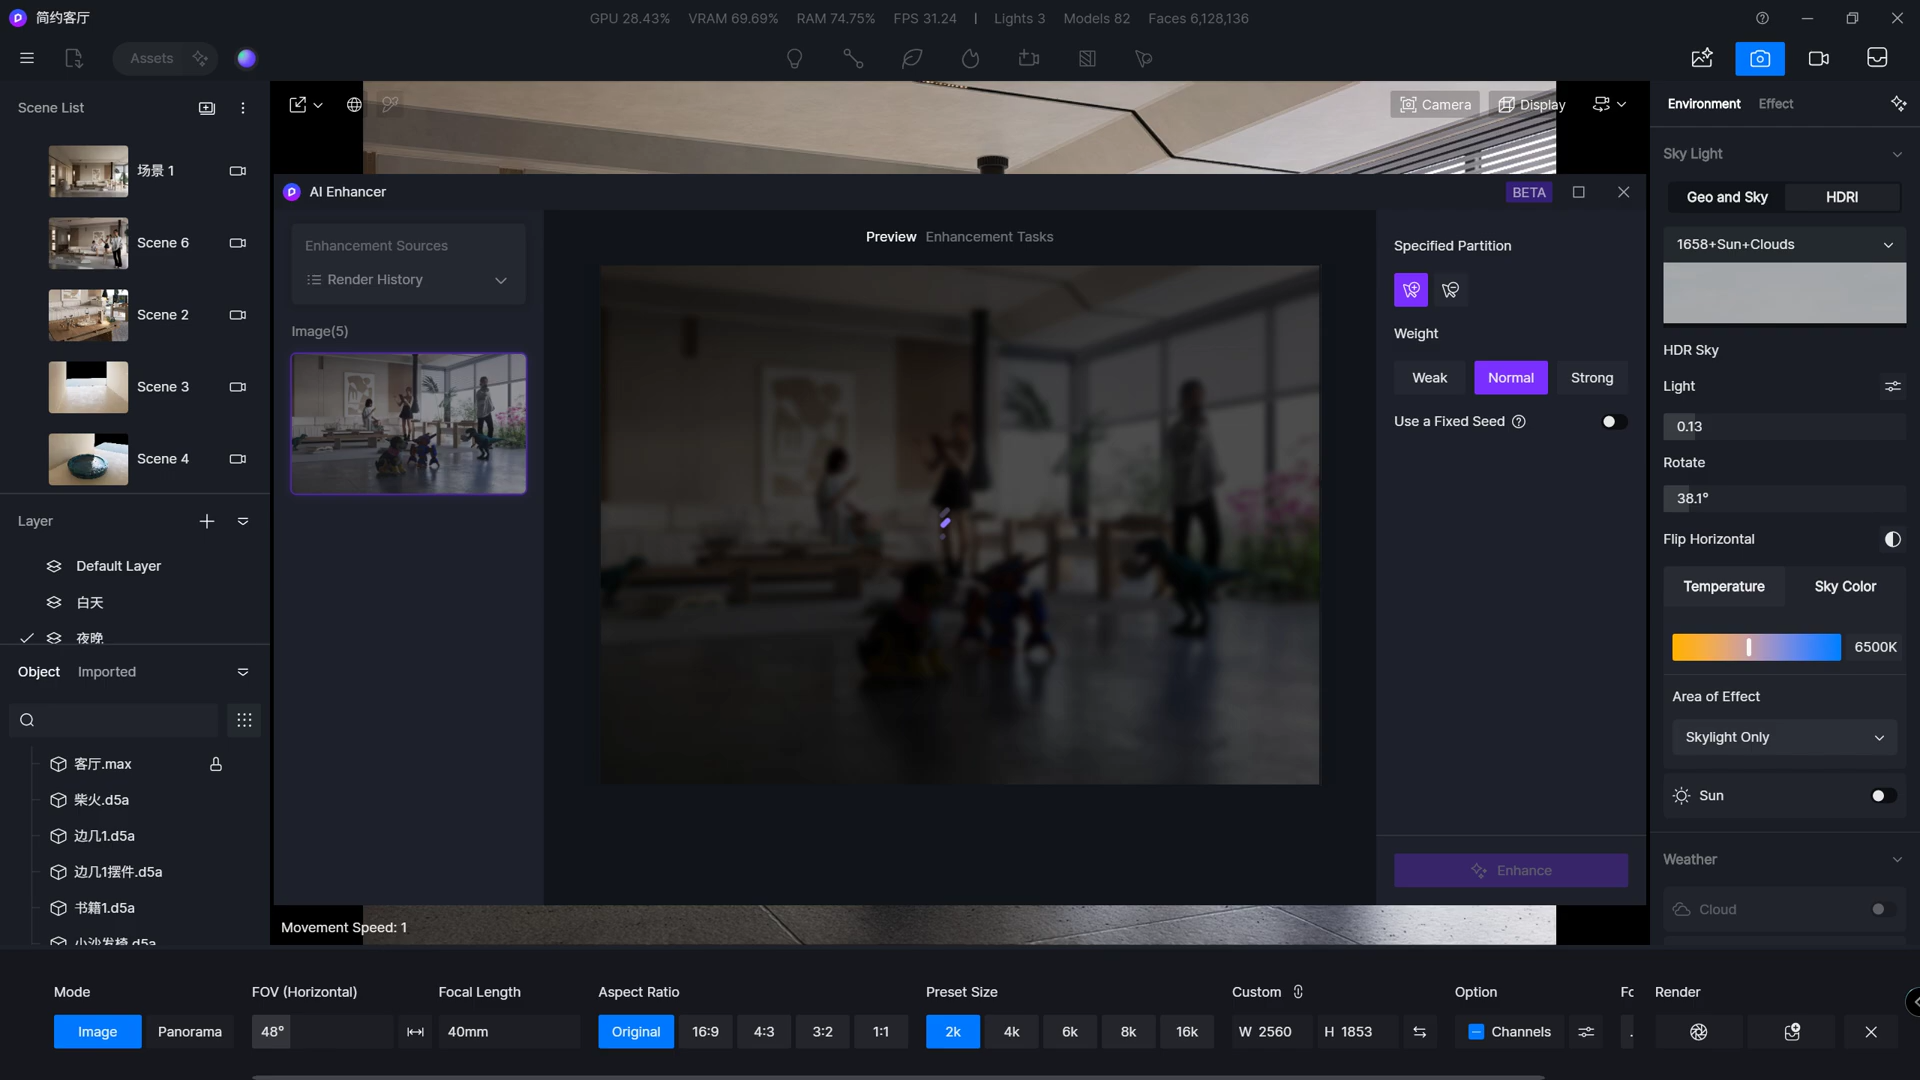 简约客厅
GPU 28.43% VRAM 69.69% RAM 74.75% FPS 31.24 | Lights 3 Models 82 Faces 6,128,136
Assets
Scene List
场景 1
Scene 6
Scene 2
Scene 3
Scene 4
Layer
Default Layer
白天
夜晚
Object Imported
客厅.max
柴火.d5a
边几1.d5a
边几1摆件.d5a
书籍1.d5a
小沙发椅.d5a
Camera Display
AI Enhancer
BETA
Enhancement Sources
Render History
Image(5)
Preview Enhancement Tasks
Specified Partition
Weight
Weak Normal Strong
Use a Fixed Seed
Enhance
Movement Speed: 1
Environment Effect
Sky Light
Geo and Sky HDRI
1658+Sun+Clouds
HDR Sky
Light
0.13
Rotate
38.1°
Flip Horizontal
Temperature Sky Color
6500K
Area of Effect
Skylight Only
Sun
Weather
Cloud
Mode FOV (Horizontal) Focal Length Aspect Ratio Preset Size Custom Option Fo Render
Image Panorama 48° 40mm Original 16:9 4:3 3:2 1:1 2k 4k 6k 8k 16k W 2560 H 1853 Channels